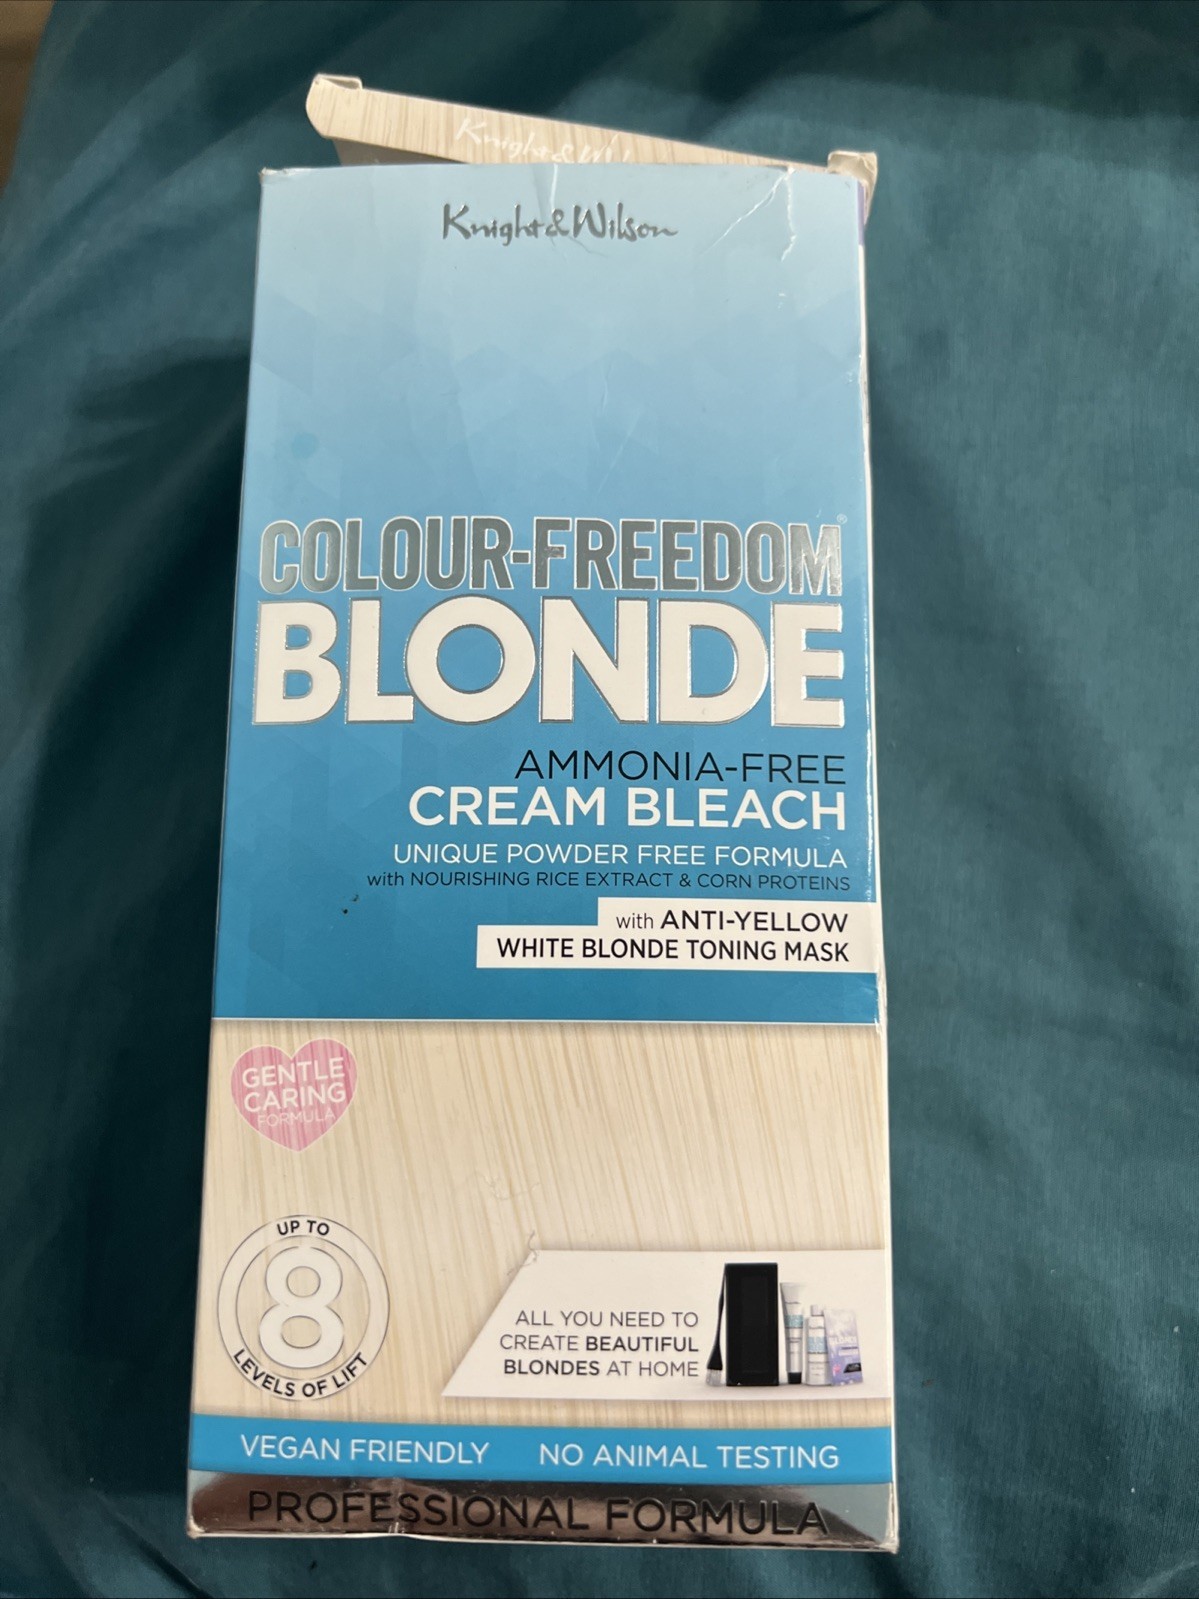 Knight & Wilson
Knight & Wilson
COLOUR-FREEDOM®
BLONDE
AMMONIA-FREE
CREAM BLEACH
UNIQUE POWDER FREE FORMULA
with NOURISHING RICE EXTRACT & CORN PROTEINS
with ANTI-YELLOW
WHITE BLONDE TONING MASK
GENTLE
CARING
FORMULA
UP TO
8
LEVELS OF LIFT
ALL YOU NEED TO
CREATE BEAUTIFUL
BLONDES AT HOME
VEGAN FRIENDLY NO ANIMAL TESTING
PROFESSIONAL FORMULA